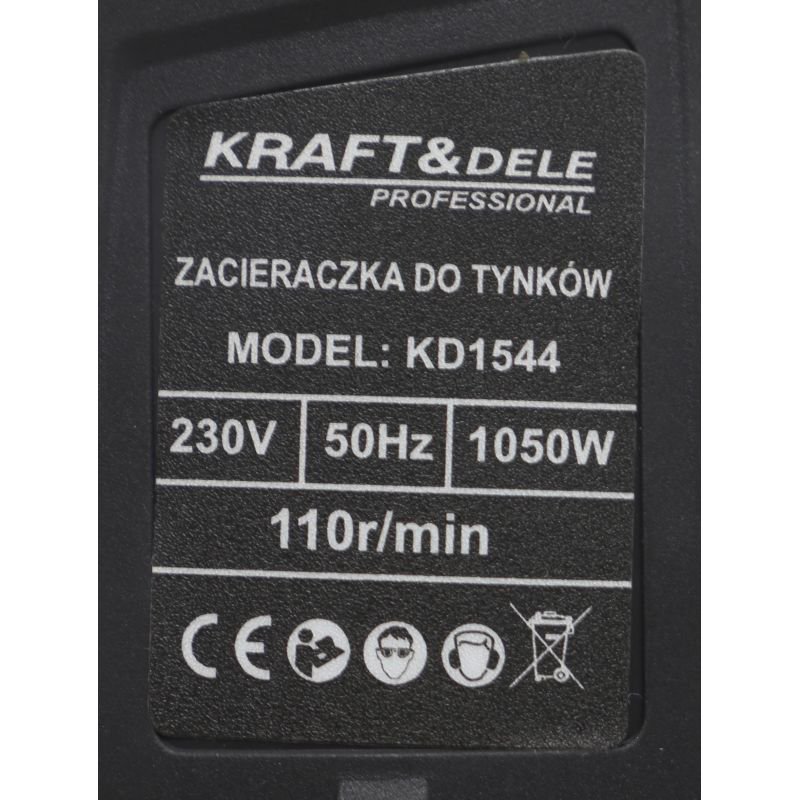 KRAFT&DELE
PROFESSIONAL
ZACIERACZKA DO TYNKÓW
MODEL: KD1544
230V 50Hz 1050W
110r/min
CE